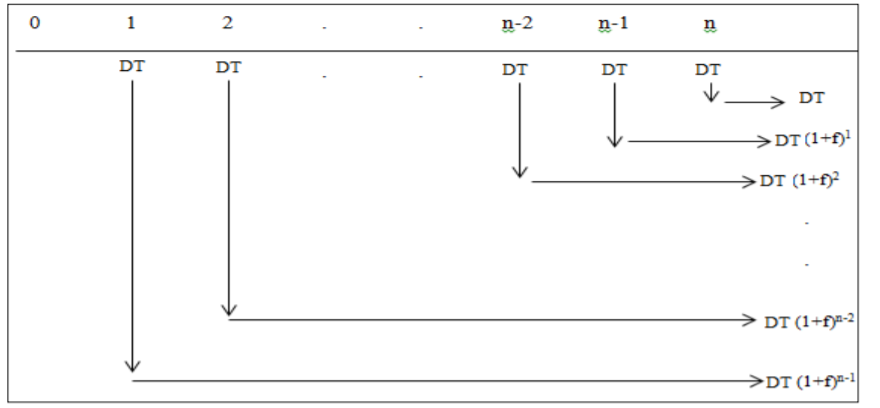 0 1 2 . . n-2 n-1 n
DT DT . . DT DT DT
DT
DT (1+f)¹
DT (1+f)²
.
.
DT (1+f)ⁿ⁻²
DT (1+f)ⁿ⁻¹